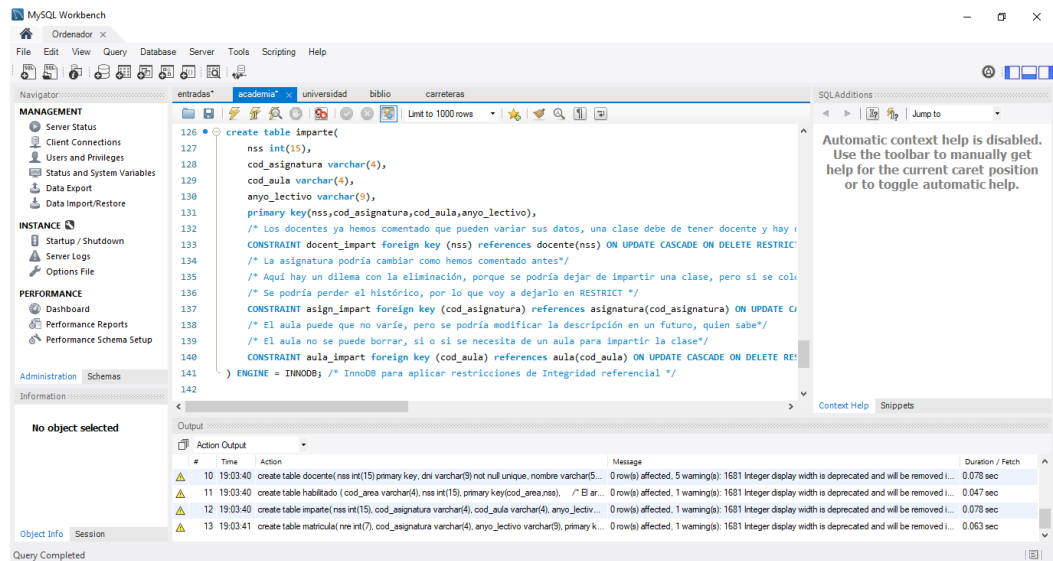 MySQL Workbench
Ordenador ×
File Edit View Query Database Server Tools Scripting Help
Navigator
MANAGEMENT
Server Status
Client Connections
Users and Privileges
Status and System Variables
Data Export
Data Import/Restore
INSTANCE
Startup / Shutdown
Server Logs
Options File
PERFORMANCE
Dashboard
Performance Reports
Performance Schema Setup
Administration Schemas
Information
No object selected
Object Info Session
Query Completed
entradas* academia* × universidad biblio carreteras
Limit to 1000 rows
126 create table imparte(
127 nss int(15),
128 cod_asignatura varchar(4),
129 cod_aula varchar(4),
130 anyo_lectivo varchar(9),
131 primary key(nss,cod_asignatura,cod_aula,anyo_lectivo),
132 /* Los docentes ya hemos comentado que pueden variar sus datos, una clase debe de tener docente y hay
133 CONSTRAINT docent_impart foreign key (nss) references docente(nss) ON UPDATE CASCADE ON DELETE RESTRICT
134 /* La asignatura podría cambiar como hemos comentado antes*/
135 /* Aquí hay un dilema con la eliminación, porque se podría dejar de impartir una clase, pero si se colo
136 /* Se podría perder el histórico, por lo que voy a dejarlo en RESTRICT */
137 CONSTRAINT asign_impart foreign key (cod_asignatura) references asignatura(cod_asignatura) ON UPDATE CA
138 /* El aula puede que no varíe, pero se podría modificar la descripción en un futuro, quien sabe*/
139 /* El aula no se puede borrar, si o si se necesita de un aula para impartir la clase*/
140 CONSTRAINT aula_impart foreign key (cod_aula) references aula(cod_aula) ON UPDATE CASCADE ON DELETE RES
141 ) ENGINE = INNODB; /* InnoDB para aplicar restricciones de Integridad referencial */
142
SQLAdditions
Jump to
Automatic context help is disabled.
Use the toolbar to manually get
help for the current caret position
or to toggle automatic help.
Context Help Snippets
Output
Action Output
# Time Action Message Duration / Fetch
10 19:03:40 create table docente( nss int(15) primary key, dni varchar(9) not null unique, nombre varchar(5... 0 row(s) affected, 5 warning(s): 1681 Integer display width is deprecated and will be removed i... 0.078 sec
11 19:03:40 create table habilitado ( cod_area varchar(4), nss int(15), primary key(cod_area,nss), /* El ar... 0 row(s) affected, 1 warning(s): 1681 Integer display width is deprecated and will be removed i... 0.047 sec
12 19:03:40 create table imparte( nss int(15), cod_asignatura varchar(4), cod_aula varchar(4), anyo_lectiv... 0 row(s) affected, 1 warning(s): 1681 Integer display width is deprecated and will be removed i... 0.078 sec
13 19:03:41 create table matricula( nre int(7), cod_asignatura varchar(4), anyo_lectivo varchar(9), primary k... 0 row(s) affected, 1 warning(s): 1681 Integer display width is deprecated and will be removed i... 0.063 sec